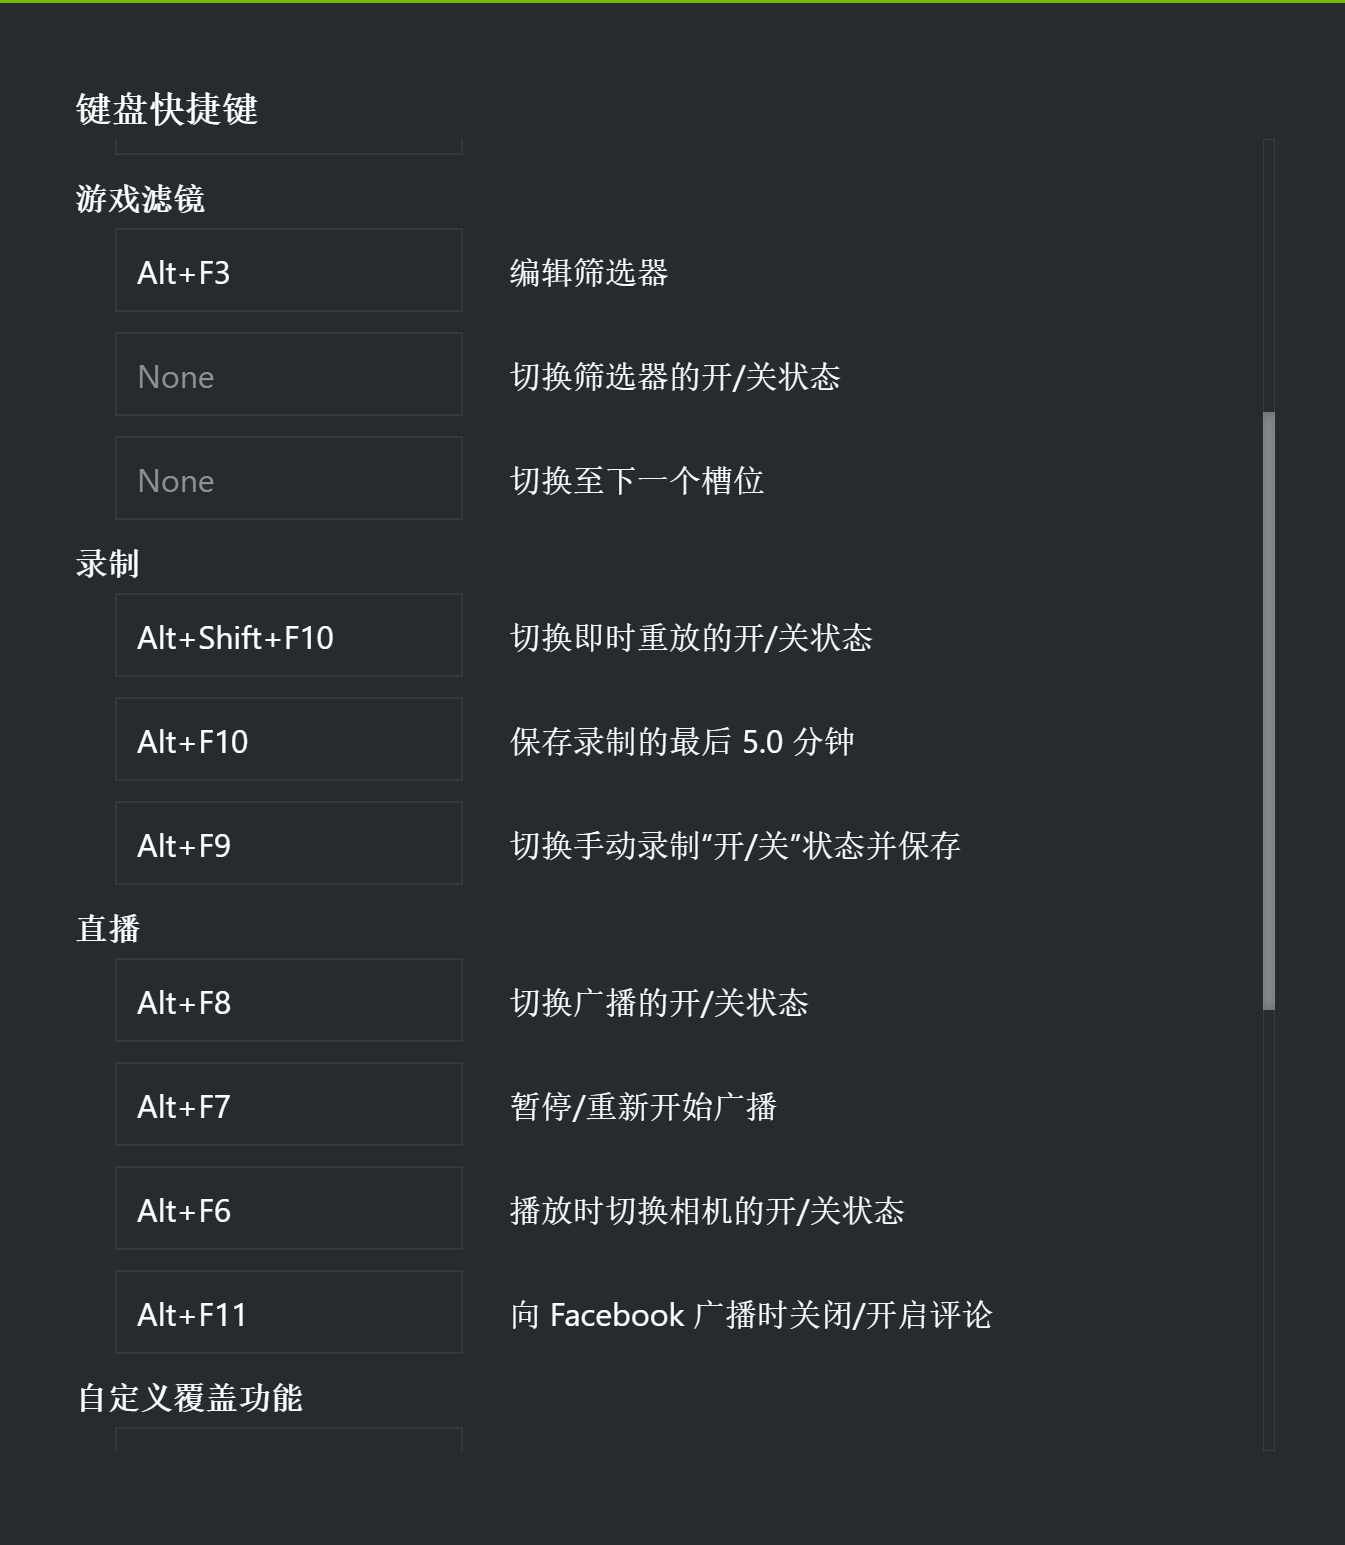 键盘快捷键
游戏滤镜
Alt+F3 编辑筛选器
None 切换筛选器的开/关状态
None 切换至下一个槽位
录制
Alt+Shift+F10 切换即时重放的开/关状态
Alt+F10 保存录制的最后 5.0 分钟
Alt+F9 切换手动录制“开/关”状态并保存
直播
Alt+F8 切换广播的开/关状态
Alt+F7 暂停/重新开始广播
Alt+F6 播放时切换相机的开/关状态
Alt+F11 向 Facebook 广播时关闭/开启评论
自定义覆盖功能